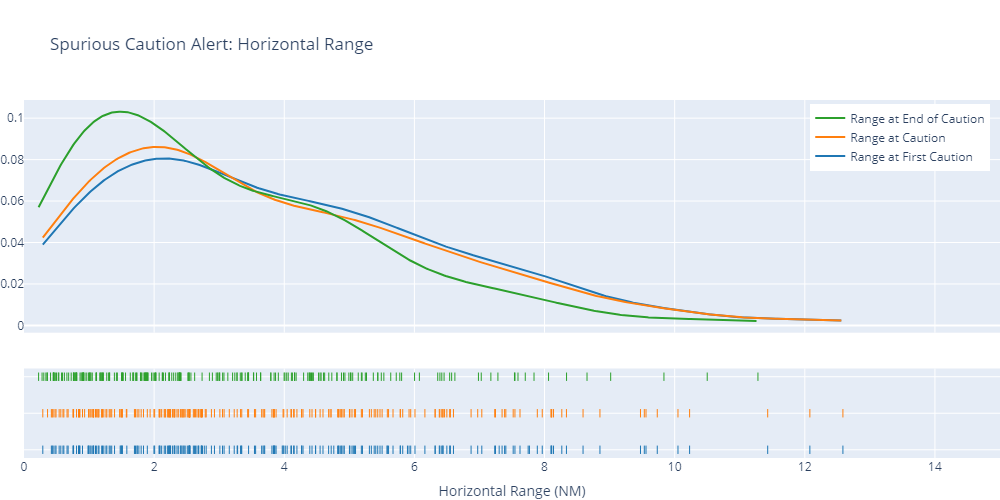 Spurious Caution Alert: Horizontal Range
0.1
0.08
0.06
0.04
0.02
0
Range at End of Caution
Range at Caution
Range at First Caution
0 2 4 6 8 10 12 14
Horizontal Range (NM)